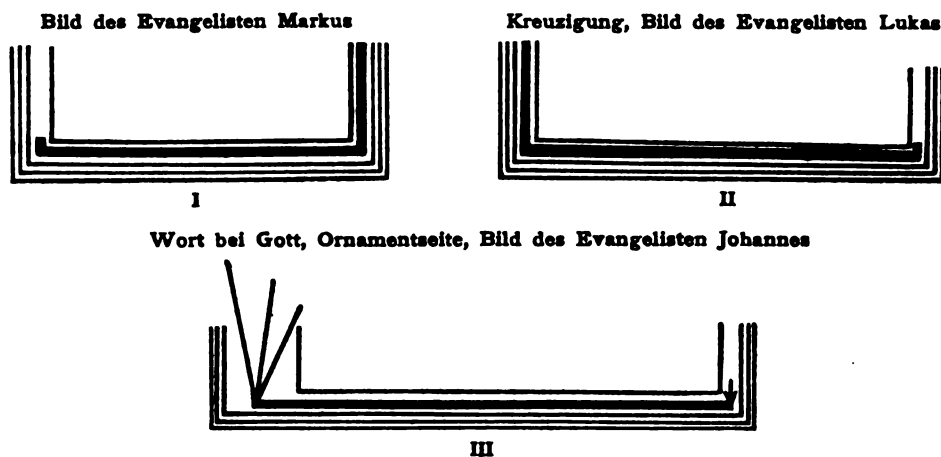 Bild des Evangelisten Markus
Kreuzigung, Bild des Evangelisten Lukas
I
II
Wort bei Gott, Ornamentseite, Bild des Evangelisten Johannes
III